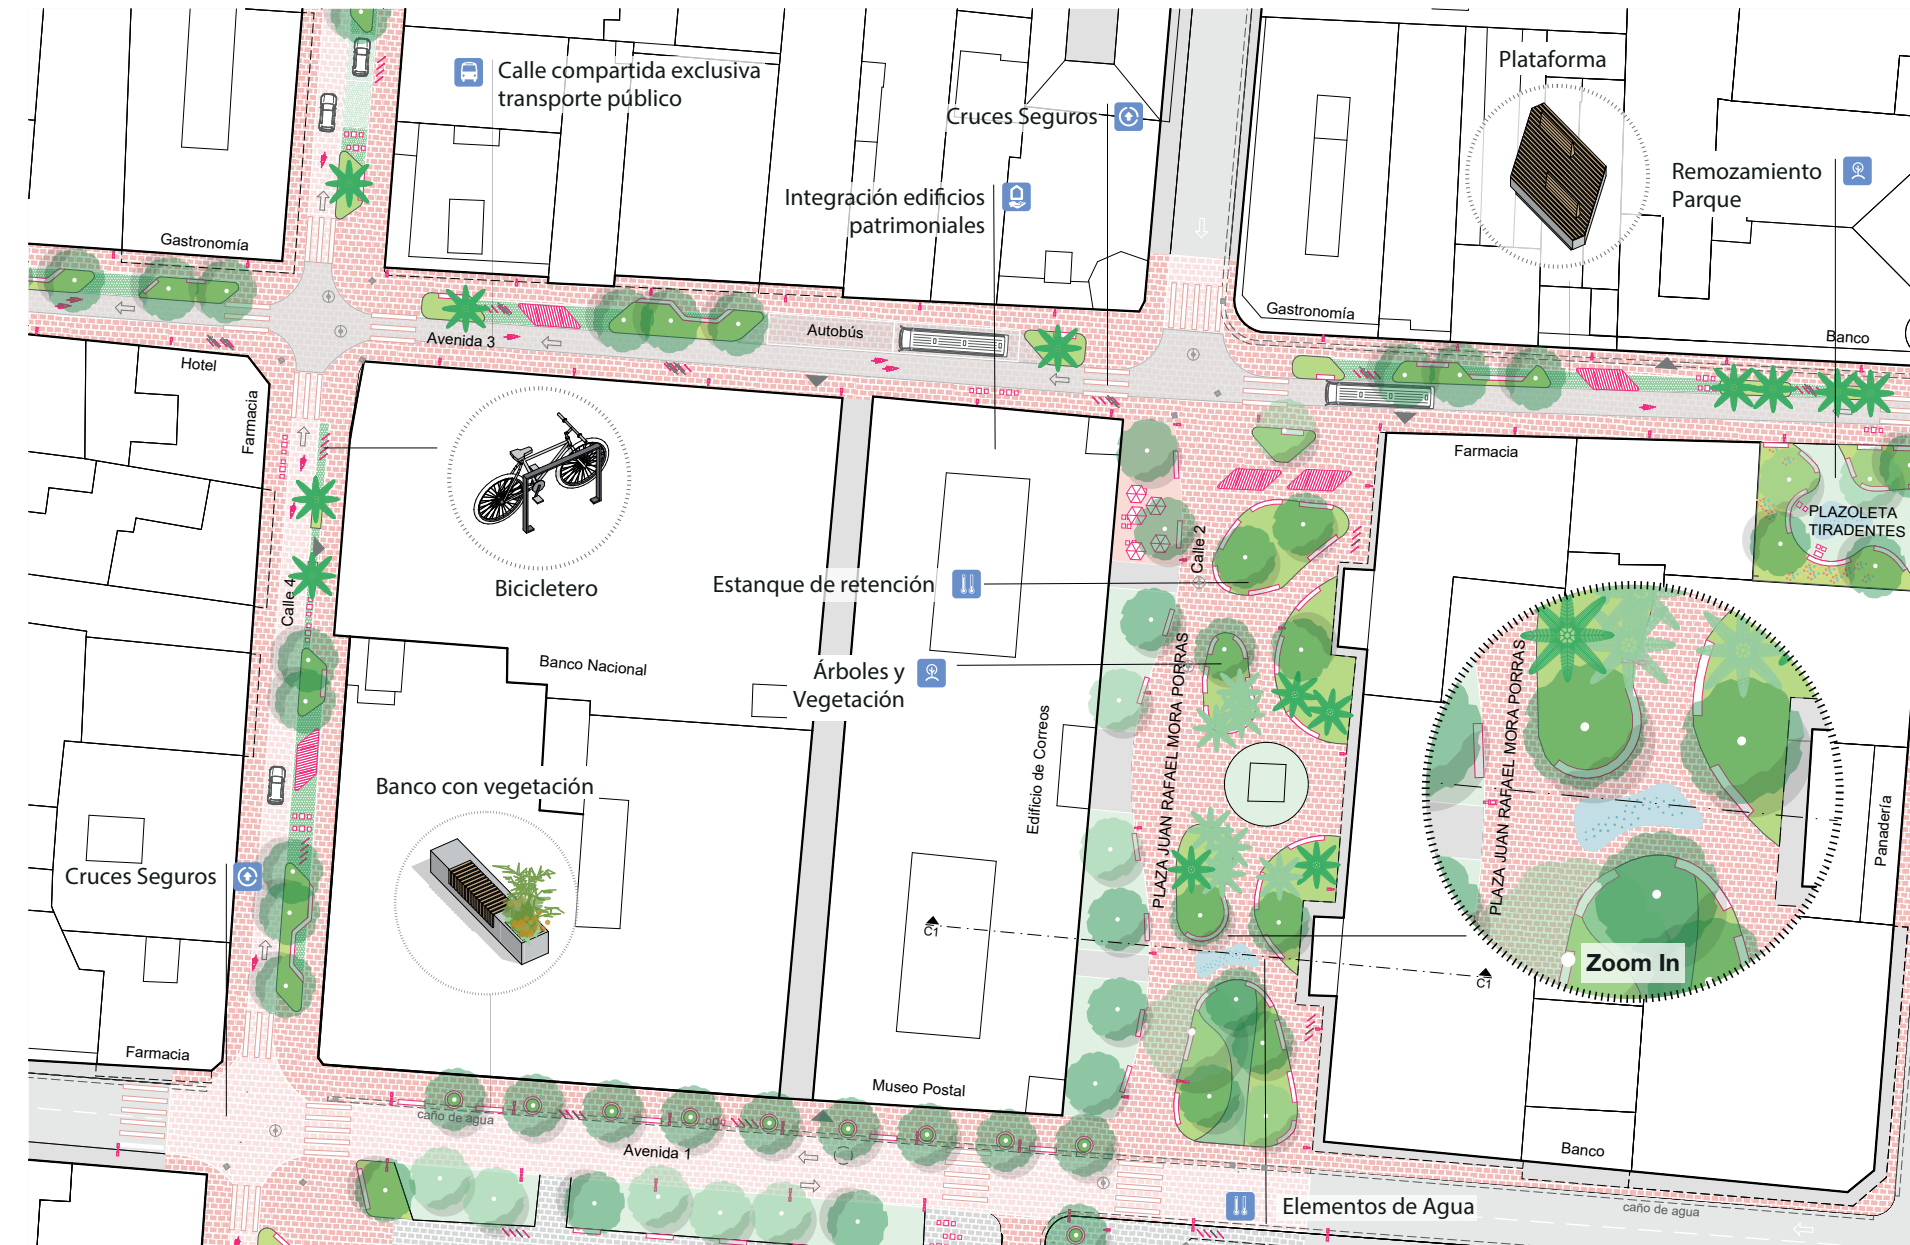 Calle compartida exclusiva
transporte público
Cruces Seguros
Integración edificios
patrimoniales
Plataforma
Remozamiento
Parque
Gastronomía
Gastronomía
Banco
Autobús
Avenida 3
Hotel
Farmacia
Farmacia
PLAZOLETA
TIRADENTES
Calle 2
Calle 4
Bicicletero
Estanque de retención
Banco Nacional
Árboles y
Vegetación
PLAZA JUAN RAFAEL MORA PORRAS
PLAZA JUAN RAFAEL MORA PORRAS
Edificio de Correos
Banco con vegetación
Panadería
Cruces Seguros
C1
C1
Zoom In
Farmacia
Museo Postal
caño de agua
Avenida 1
Banco
Elementos de Agua
caño de agua